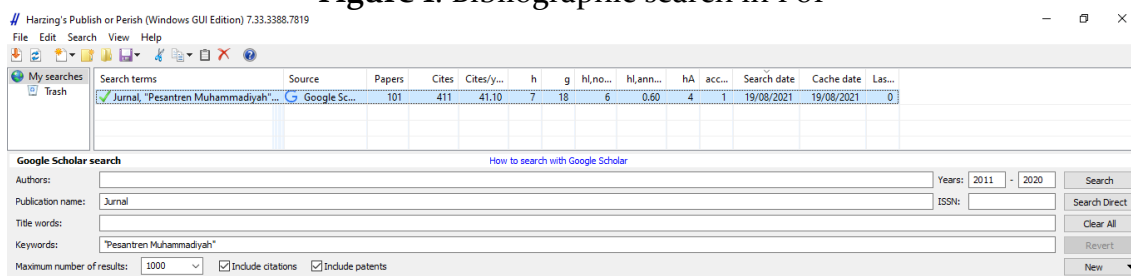 Figure 1. Bibliographic search in PoP
Harzing's Publish or Perish (Windows GUI Edition) 7.33.3388.7819
File Edit Search View Help
My searches
Trash
Search terms Source Papers Cites Cites/y... h g hI,no... hI,ann... hA acc... Search date Cache date Las...
Jurnal, "Pesantren Muhammadiyah"... Google Sc... 101 411 41.10 7 18 6 0.60 4 1 19/08/2021 19/08/2021 0
Google Scholar search How to search with Google Scholar
Authors: Years: 2011 - 2020 Search
Publication name: Jurnal ISSN: Search Direct
Title words: Clear All
Keywords: "Pesantren Muhammadiyah" Revert
Maximum number of results: 1000 Include citations Include patents New